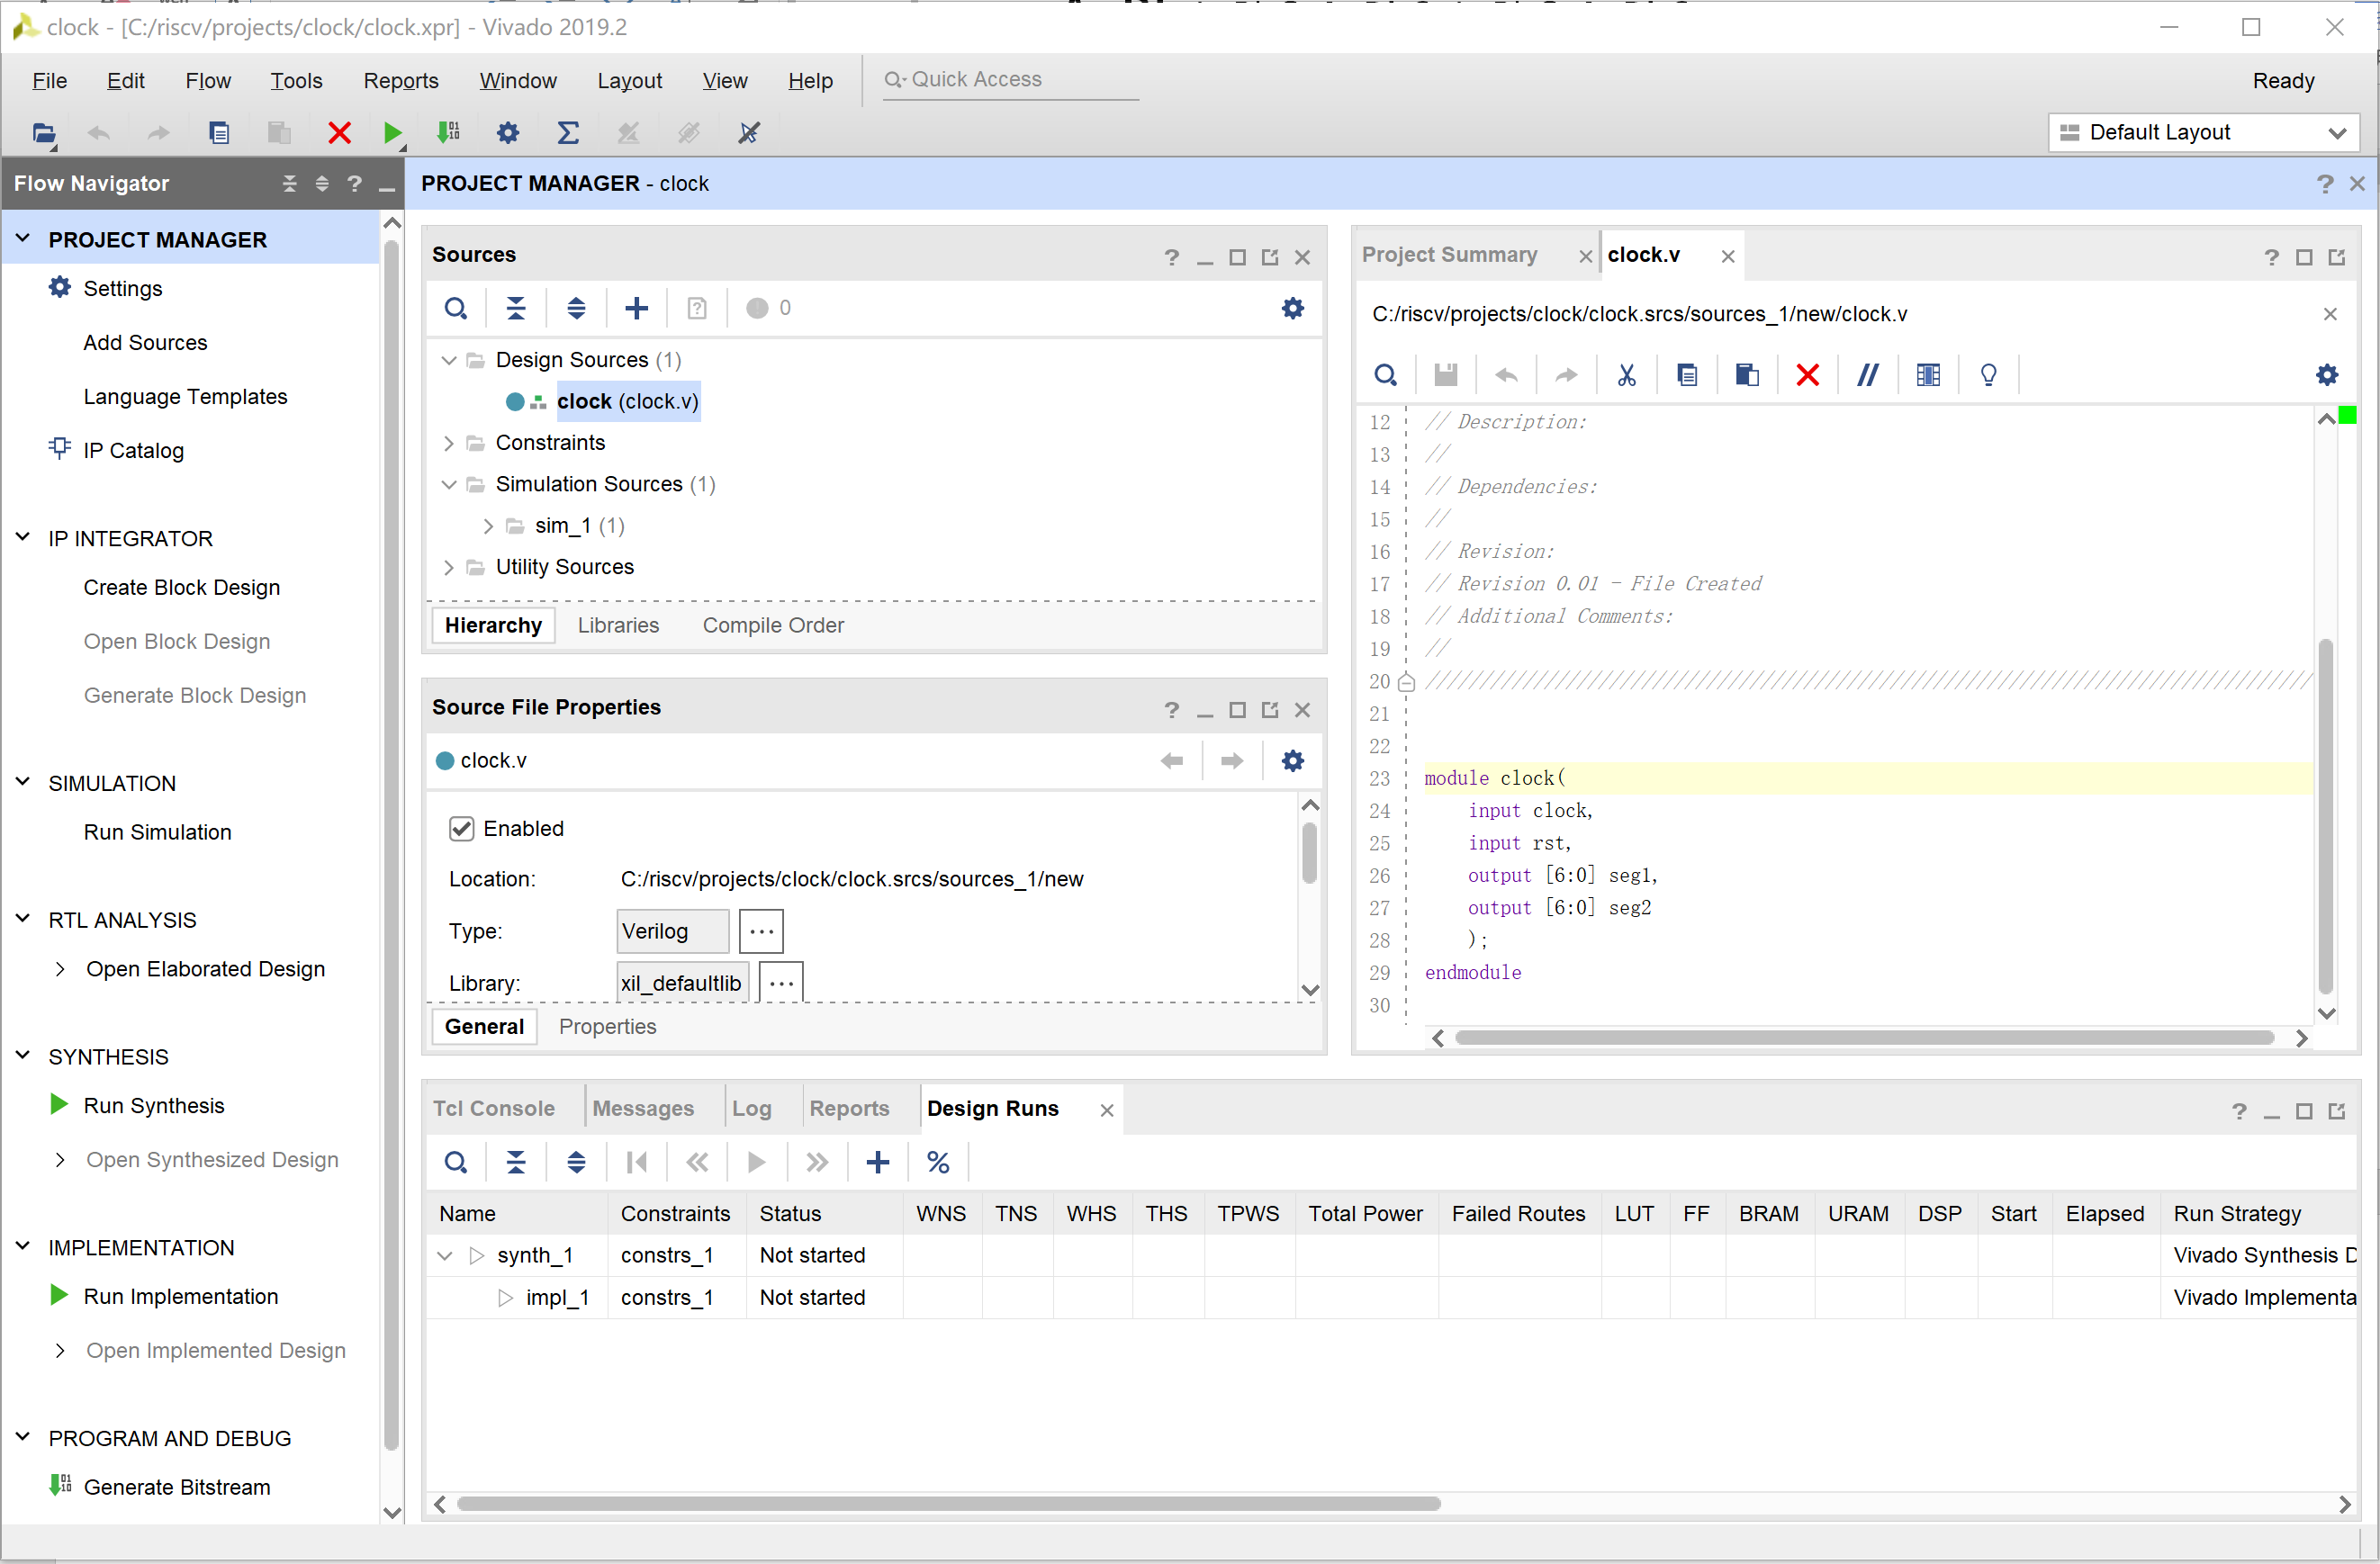 clock - [C:/riscv/projects/clock/clock.xpr] - Vivado 2019.2
File Edit Flow Tools Reports Window Layout View Help Quick Access Ready
Default Layout
Flow Navigator
PROJECT MANAGER - clock
PROJECT MANAGER
Settings
Add Sources
Language Templates
IP Catalog
IP INTEGRATOR
Create Block Design
Open Block Design
Generate Block Design
SIMULATION
Run Simulation
RTL ANALYSIS
Open Elaborated Design
SYNTHESIS
Run Synthesis
Open Synthesized Design
IMPLEMENTATION
Run Implementation
Open Implemented Design
PROGRAM AND DEBUG
Generate Bitstream
Sources
0
Design Sources (1)
clock (clock.v)
Constraints
Simulation Sources (1)
sim_1 (1)
Utility Sources
Hierarchy Libraries Compile Order
Source File Properties
clock.v
Enabled
Location: C:/riscv/projects/clock/clock.srcs/sources_1/new
Type: Verilog ...
Library: xil_defaultlib ...
General Properties
Project Summary clock.v
C:/riscv/projects/clock/clock.srcs/sources_1/new/clock.v
12 // Description:
13 //
14 // Dependencies:
15 //
16 // Revision:
17 // Revision 0.01 - File Created
18 // Additional Comments:
19 //
20 //////////////////////////////////////////////////////////////////////////////////
21
22
23 module clock(
24 input clock,
25 input rst,
26 output [6:0] seg1,
27 output [6:0] seg2
28 );
29 endmodule
30
Tcl Console Messages Log Reports Design Runs
Name Constraints Status WNS TNS WHS THS TPWS Total Power Failed Routes LUT FF BRAM URAM DSP Start Elapsed Run Strategy
synth_1 constrs_1 Not started Vivado Synthesis D
impl_1 constrs_1 Not started Vivado Implementa